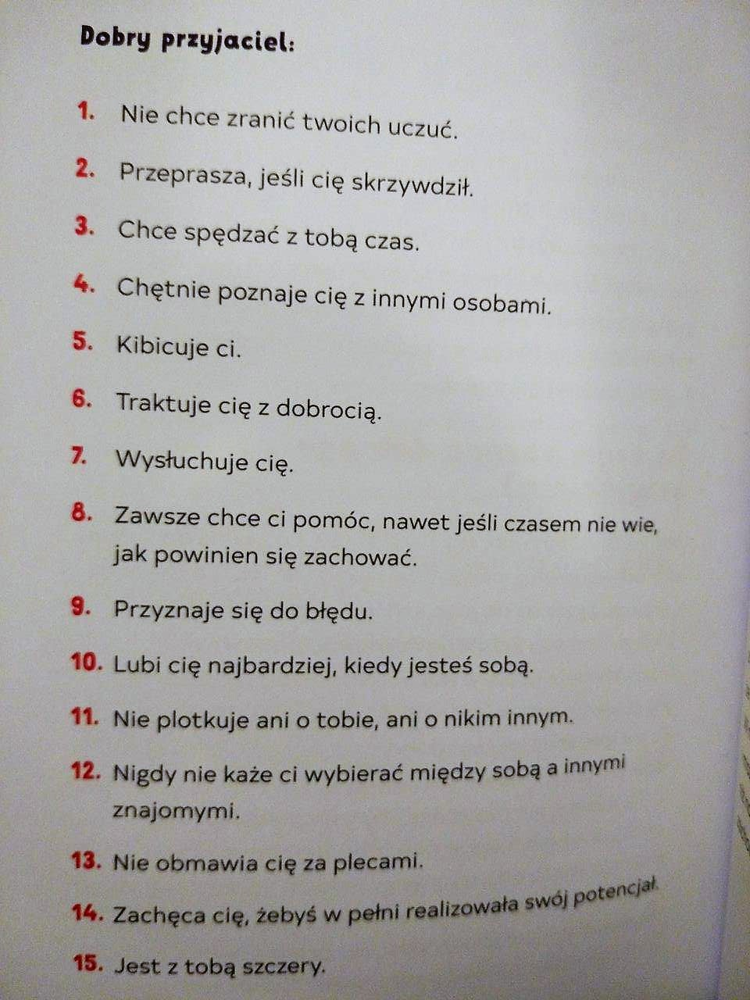 Dobry przyjaciel:
1. Nie chce zranić twoich uczuć.
2. Przeprasza, jeśli cię skrzywdził.
3. Chce spędzać z tobą czas.
4. Chętnie poznaje cię z innymi osobami.
5. Kibicuje ci.
6. Traktuje cię z dobrocią.
7. Wysłuchuje cię.
8. Zawsze chce ci pomóc, nawet jeśli czasem nie wie,
jak powinien się zachować.
9. Przyznaje się do błędu.
10. Lubi cię najbardziej, kiedy jesteś sobą.
11. Nie plotkuje ani o tobie, ani o nikim innym.
12. Nigdy nie każe ci wybierać między sobą a innymi
znajomymi.
13. Nie obmawia cię za plecami.
14. Zachęca cię, żebyś w pełni realizowała swój potencjał.
15. Jest z tobą szczery.